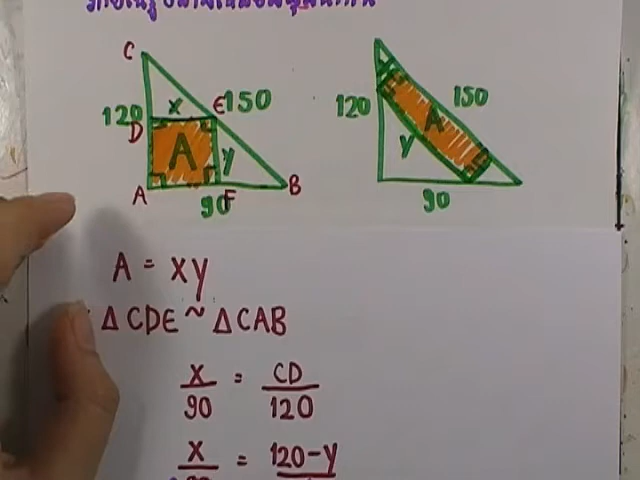 C
120 x E 150
D
A y
A F B
90
120 150
A
y
90
A = xy
ΔCDE ~ ΔCAB
x/90 = CD/120
x = 120-y